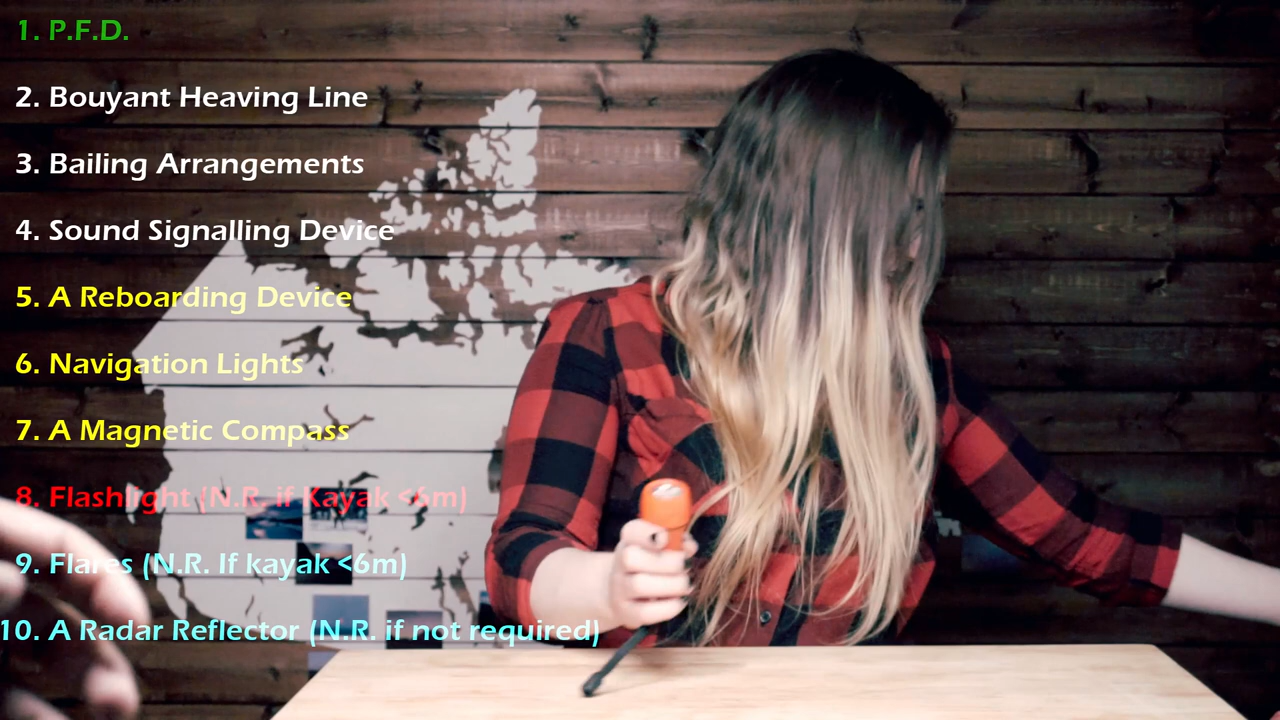 1. P.F.D.
2. Bouyant Heaving Line
3. Bailing Arrangements
4. Sound Signalling Device
5. A Reboarding Device
6. Navigation Lights
7. A Magnetic Compass
8. Flashlight (N.R. if Kayak <6m)
9. Flares (N.R. If kayak <6m)
10. A Radar Reflector (N.R. if not required)